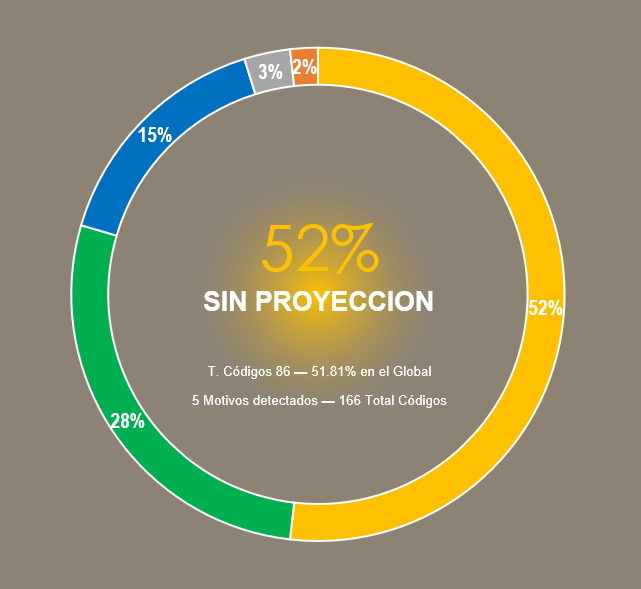 3%
2%
15%
52%
SIN PROYECCION
52%
T. Códigos 86 — 51.81% en el Global
5 Motivos detectados — 166 Total Códigos
28%